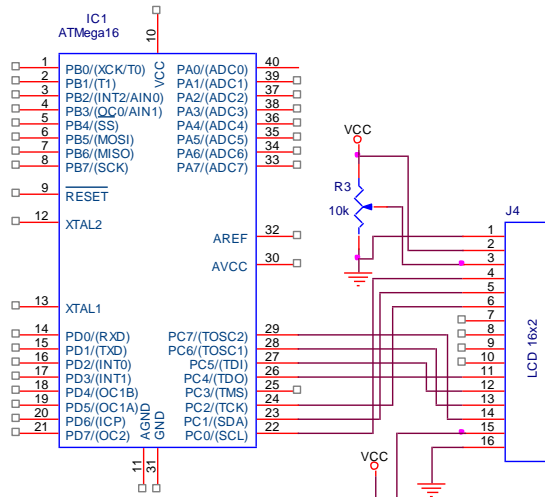 IC1
ATMega16
10
VCC
1 PB0/(XCK/T0) PA0/(ADC0) 40
2 PB1/(T1) PA1/(ADC1) 39
3 PB2/(INT2/AIN0) PA2/(ADC2) 37
4 PB3/(OC0/AIN1) PA3/(ADC3) 38
5 PB4/(SS) PA4/(ADC4) 36
6 PB5/(MOSI) PA5/(ADC5) 35
7 PB6/(MISO) PA6/(ADC6) 34
8 PB7/(SCK) PA7/(ADC7) 33
9 RESET
12 XTAL2
AREF 32
AVCC 30
13 XTAL1
14 PD0/(RXD) PC7/(TOSC2) 29
15 PD1/(TXD) PC6/(TOSC1) 28
16 PD2/(INT0) PC5/(TDI) 27
17 PD3/(INT1) PC4/(TDO) 26
18 PD4/(OC1B) PC3/(TMS) 25
19 PD5/(OC1A) PC2/(TCK) 24
20 PD6/(ICP) PC1/(SDA) 23
21 PD7/(OC2) PC0/(SCL) 22
AGND
GND
11
31
VCC
R3
10k
J4
1
2
3
4
5
6
7
8
9
10
11
12
13
14
15
16
LCD 16x2
VCC